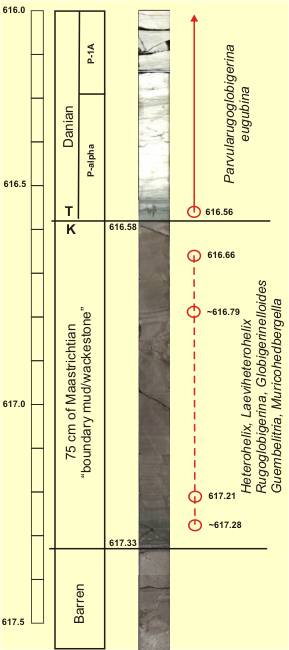 616.0
616.5
617.0
617.5
P-1A
P-alpha
Danian
T
K
75 cm of Maastrichtian
“boundary mud/wackestone”
Barren
616.58
617.33
616.56
616.66
~616.79
617.21
~617.28
Parvularugoglobigerina
eugubina
Heterohelix, Laeviheterohelix
Rugoglobigerina, Globigerinelloides
Guembelitria, Muricohedbergella